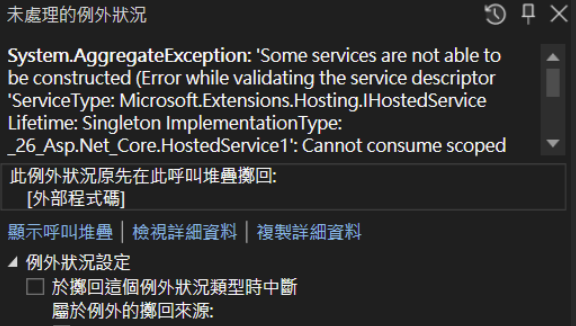 未處理的例外狀況
System.AggregateException: 'Some services are not able to
be constructed (Error while validating the service descriptor
'ServiceType: Microsoft.Extensions.Hosting.IHostedService
Lifetime: Singleton ImplementationType:
_26_Asp.Net_Core.HostedService1': Cannot consume scoped
此例外狀況原先在此呼叫堆疊擲回:
[外部程式碼]
顯示呼叫堆疊 | 檢視詳細資料 | 複製詳細資料
例外狀況設定
於擲回這個例外狀況類型時中斷
屬於例外的擲回來源: